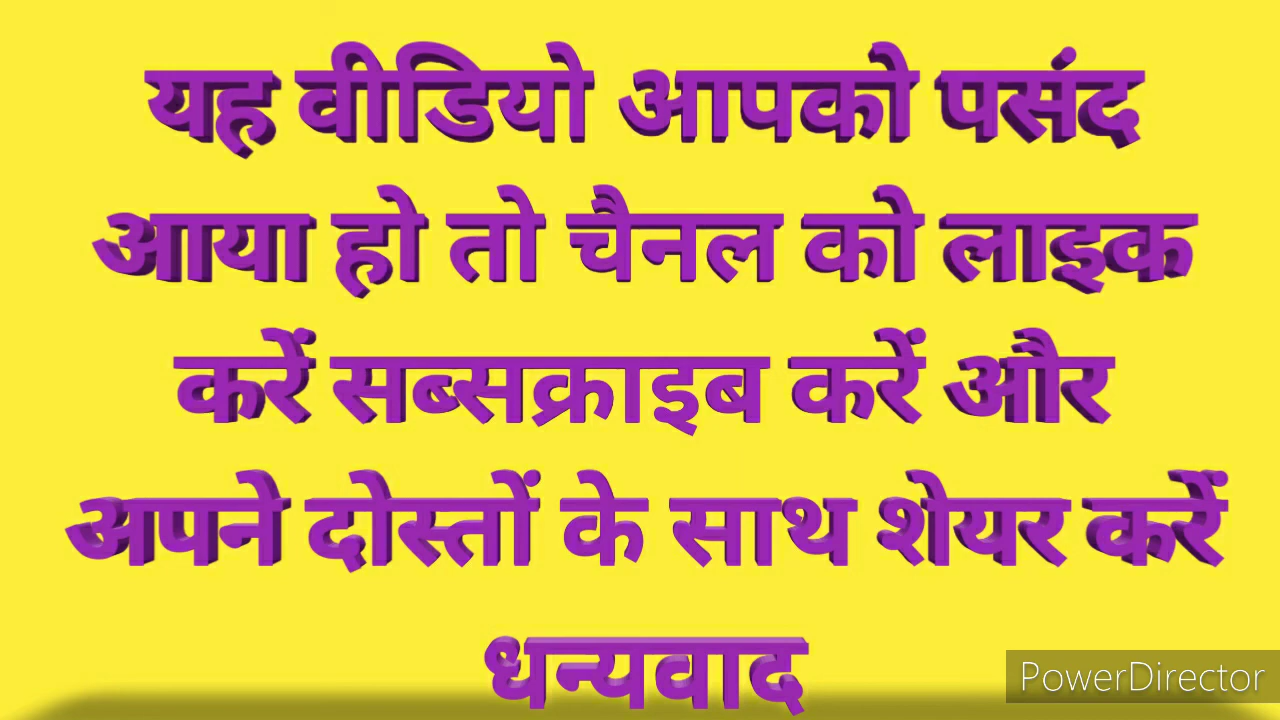 यह वीडियो आपको पसंद
आया हो तो चैनल को लाइक
करें सब्सक्राइब करें और
अपने दोस्तों के साथ शेयर करें
धन्यवाद
PowerDirector